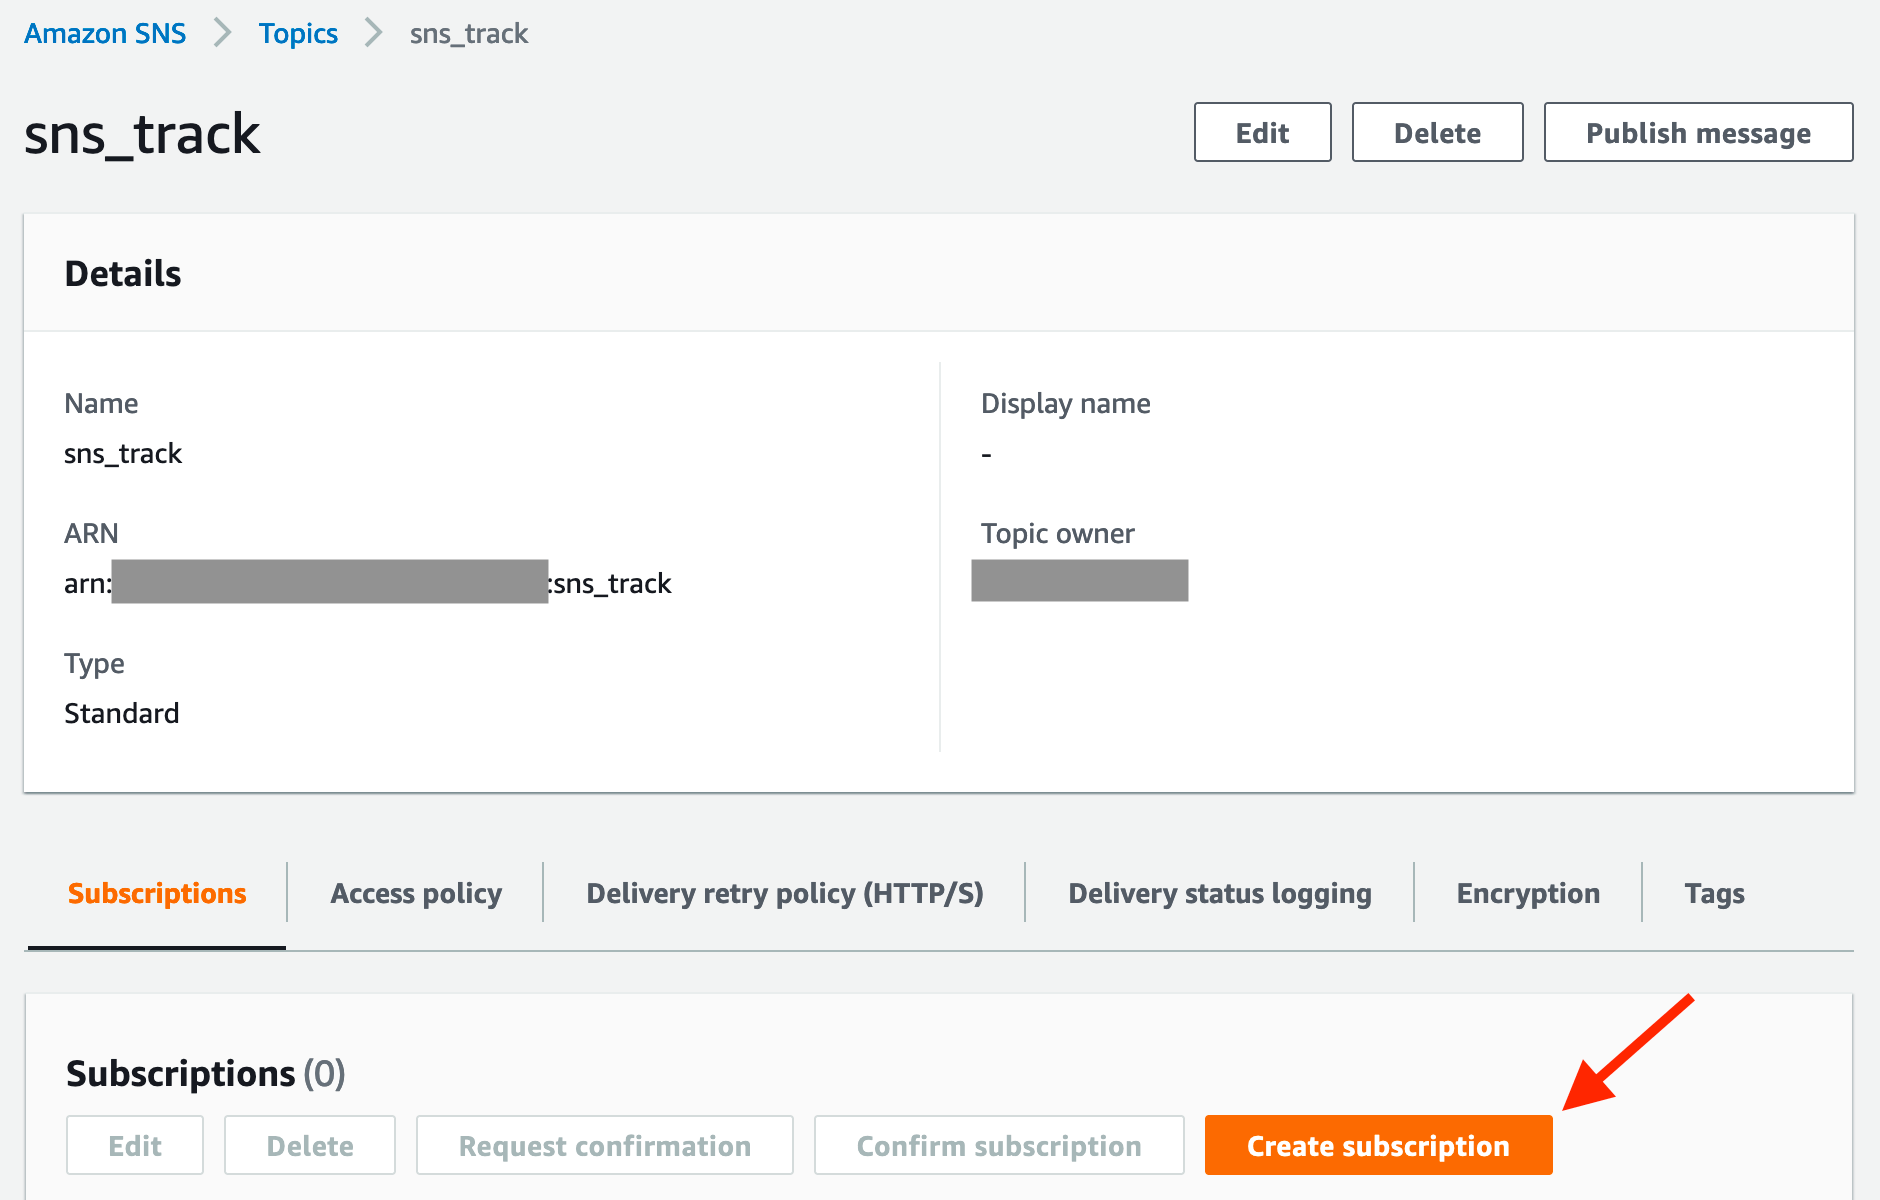 Amazon SNS Topics sns_track
sns_track
Edit Delete Publish message
Details
Name
sns_track
Display name
-
ARN
arn: :sns_track
Topic owner
Type
Standard
Subscriptions Access policy Delivery retry policy (HTTP/S) Delivery status logging Encryption Tags
Subscriptions (0)
Edit Delete Request confirmation Confirm subscription Create subscription